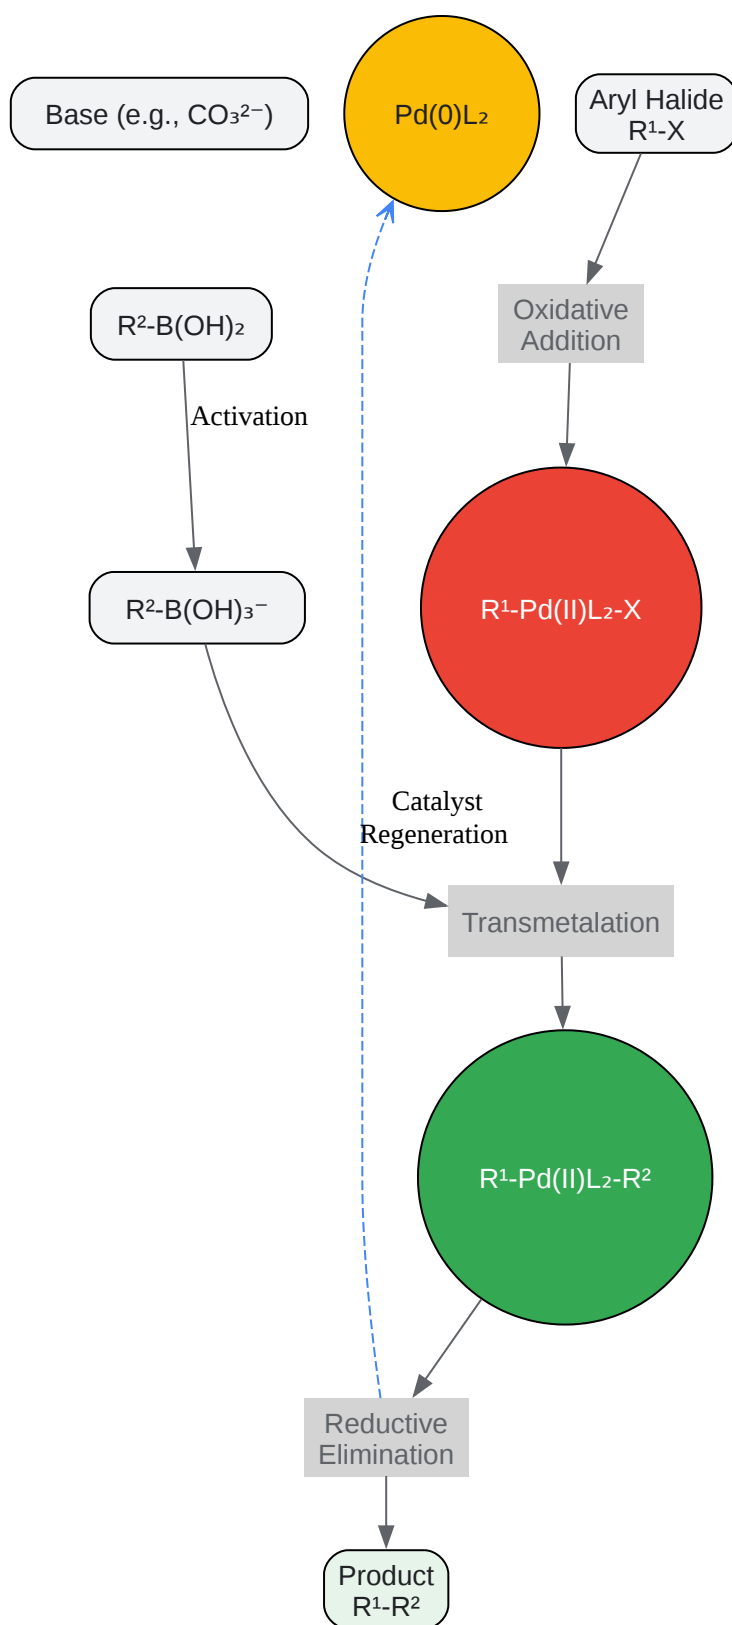 Base (e.g., CO₃²⁻)
Pd(0)L₂
Aryl Halide
R¹-X
R²-B(OH)₂
Oxidative
Addition
Activation
R²-B(OH)₃⁻
R¹-Pd(II)L₂-X
Catalyst
Regeneration
Transmetalation
R¹-Pd(II)L₂-R²
Reductive
Elimination
Product
R¹-R²